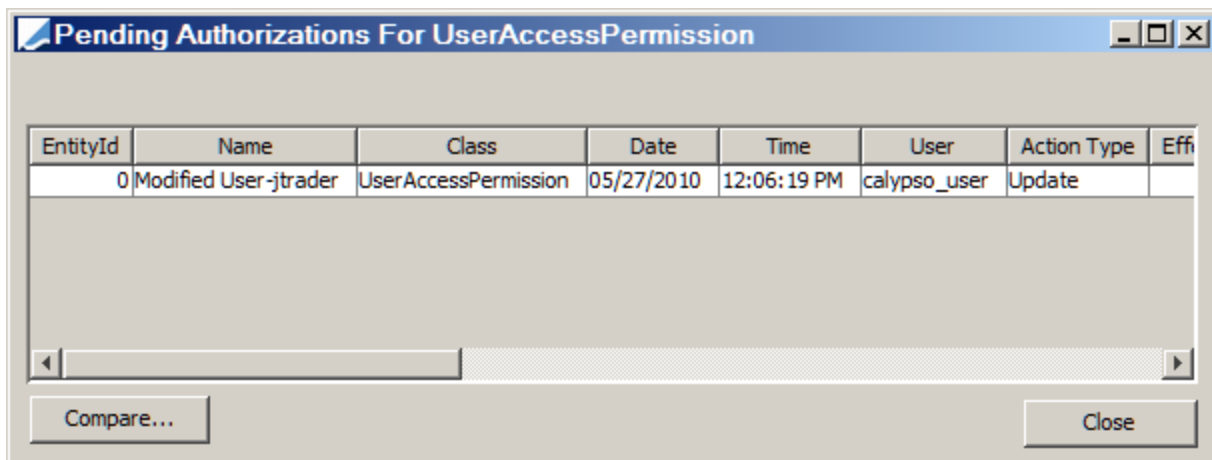 Pending Authorizations For UserAccessPermission
EntityId Name Class Date Time User Action Type Eff
0 Modified User-jtrader UserAccessPermission 05/27/2010 12:06:19 PM calypso_user Update
Compare... Close